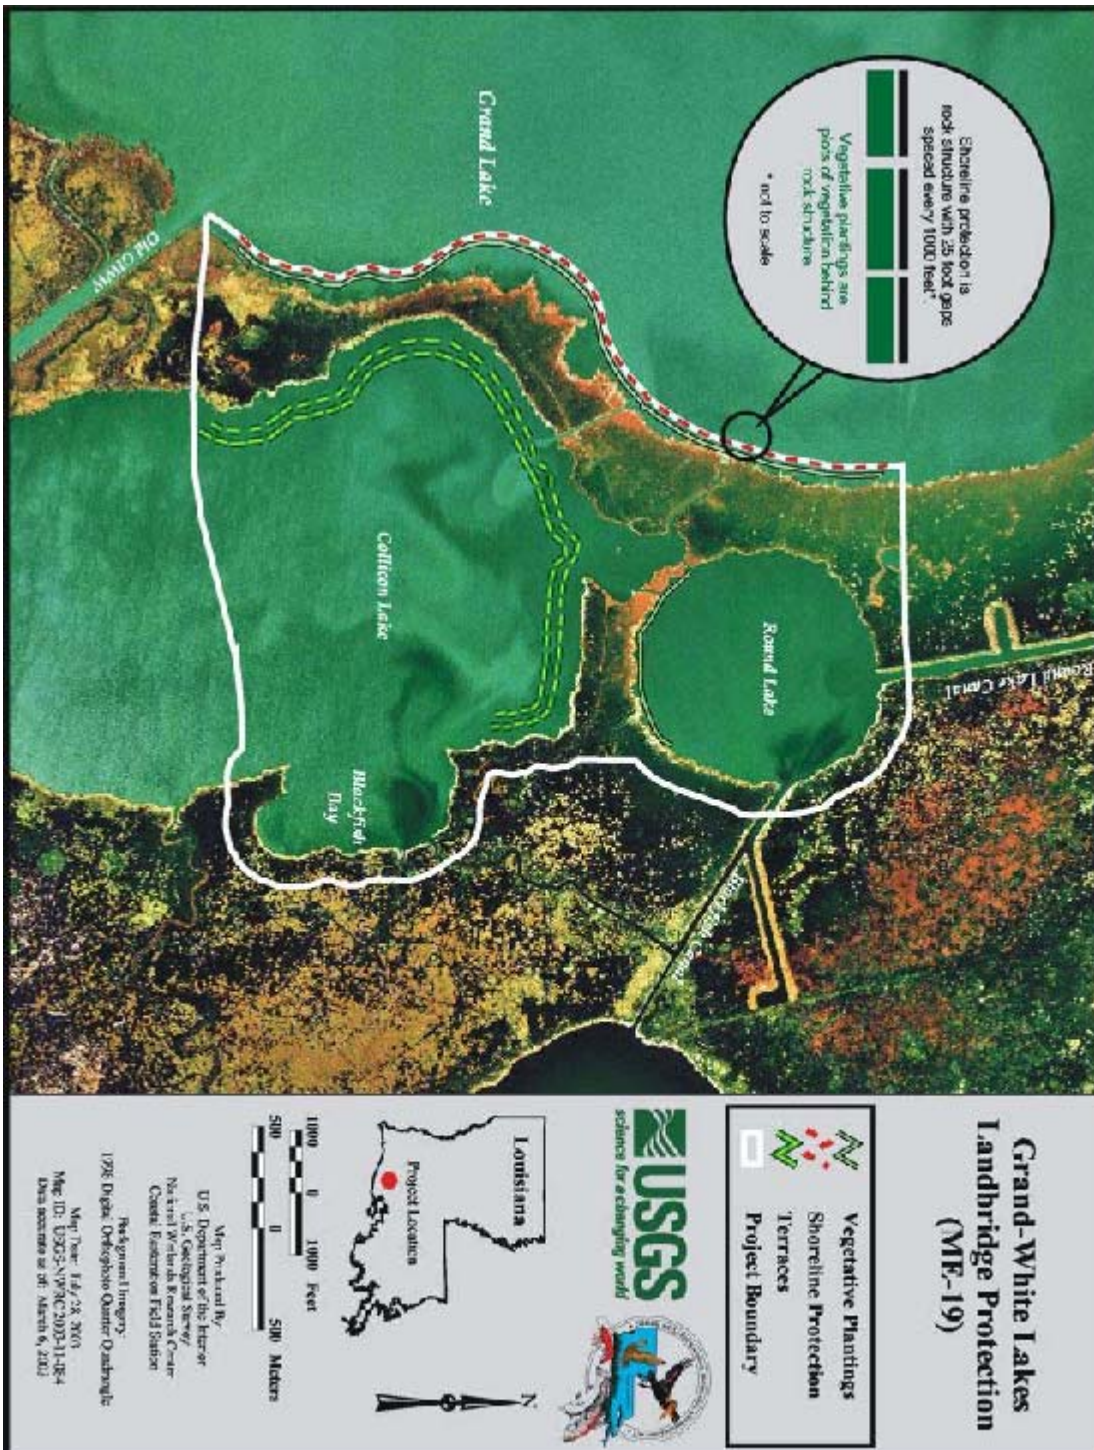 Grand-White Lakes
Landbridge Protection
(ME-19)
Vegetative Plantings
Shoreline Protection
Terraces
Project Boundary
USGS
science for a changing world
Louisiana
Project Location
N
1000 0 1000 Feet
500 0 500 Meters
Map Produced By:
U.S. Department of the Interior
U.S. Geological Survey
National Wetlands Research Center
Coastal Restoration Field Station
Background Imagery:
1998 Digital Orthophoto Quarter Quadrangle
Map Date: July 28, 2003
Map ID: USGS-NWRC 2003-11-084
Data accurate as of: March 6, 2003
Shoreline protection is
rock structure with 25 foot gaps
spaced every 1000 feet*
Vegetative plantings are
plots of vegetation behind
rock structure
* not to scale
Grand Lake
Old GIWW
Collicon Lake
Round Lake
Round Lake Canal
Blackfish
Bay
Canal